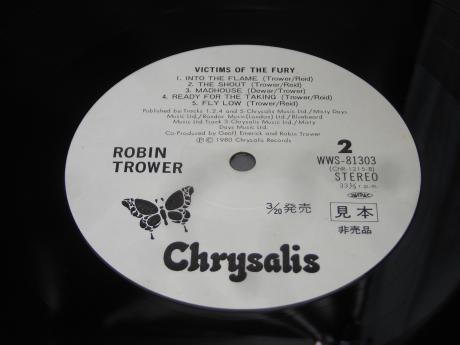 VICTIMS OF THE FURY
1. INTO THE FLAME (Trower/Reid)
2. THE SHOUT (Trower/Reid)
3. MADHOUSE (Dewar/Trower)
4. READY FOR THE TAKING (Trower/Reid)
5. FLY LOW (Trower/Reid)
Published by:Tracks 1.2.4 and 5-Chrysalis Music Ltd./Misty Days
Music Ltd./Rondor Music(London) Ltd./Bluebeard
Music Ltd.Track 3-Chrysalis Music Ltd./Misty
Days Music Ltd.
Co-Produced by Geoff Emerick and Robin Trower
Ⓟ © 1980 Chrysalis Records
ROBIN
TROWER
2
WWS-81303
(CHR-1215-B)
STEREO
33⅓ r.p.m.
3/20発売
見本
非売品
Chrysalis